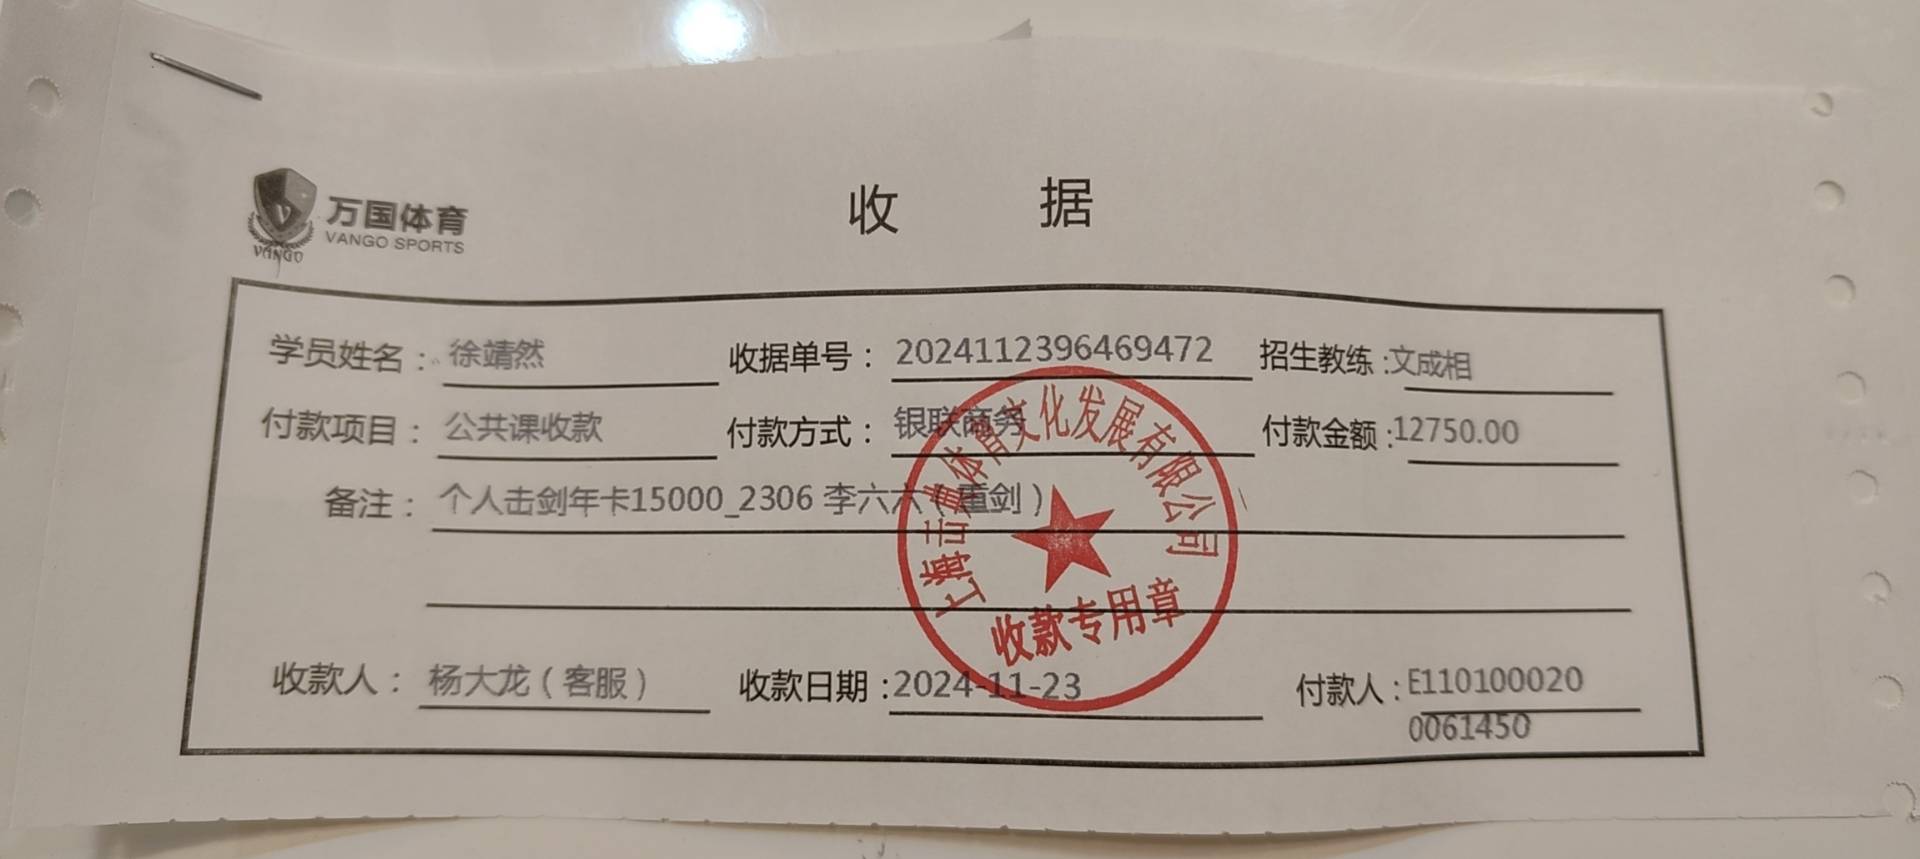 万国体育
VANGO SPORTS
VANGO
收 据
学员姓名： 徐靖然 收据单号： 2024112396469472 招生教练：文成相
付款项目： 公共课收款 付款方式： 银联商务 付款金额：12750.00
备注： 个人击剑年卡15000_2306 李六六（重剑）
收款人： 杨大龙（客服） 收款日期：2024-11-23 付款人：E110100020
0061450
上海击 体育文化发展有限公司
收款专用章